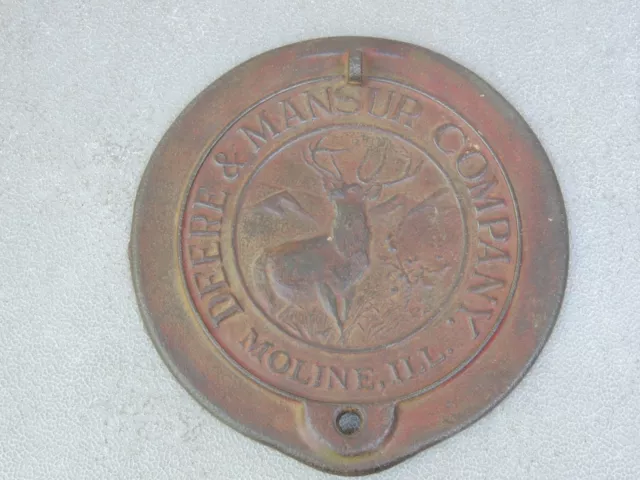 DEERE & MANSUR COMPANY.
MOLINE, ILL.